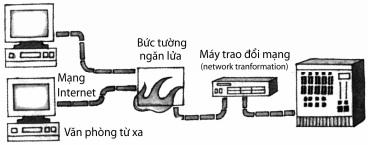 Bức tường
ngăn lửa
Máy trao đổi mạng
(network tranformation)
Mạng
Internet
Văn phòng từ xa